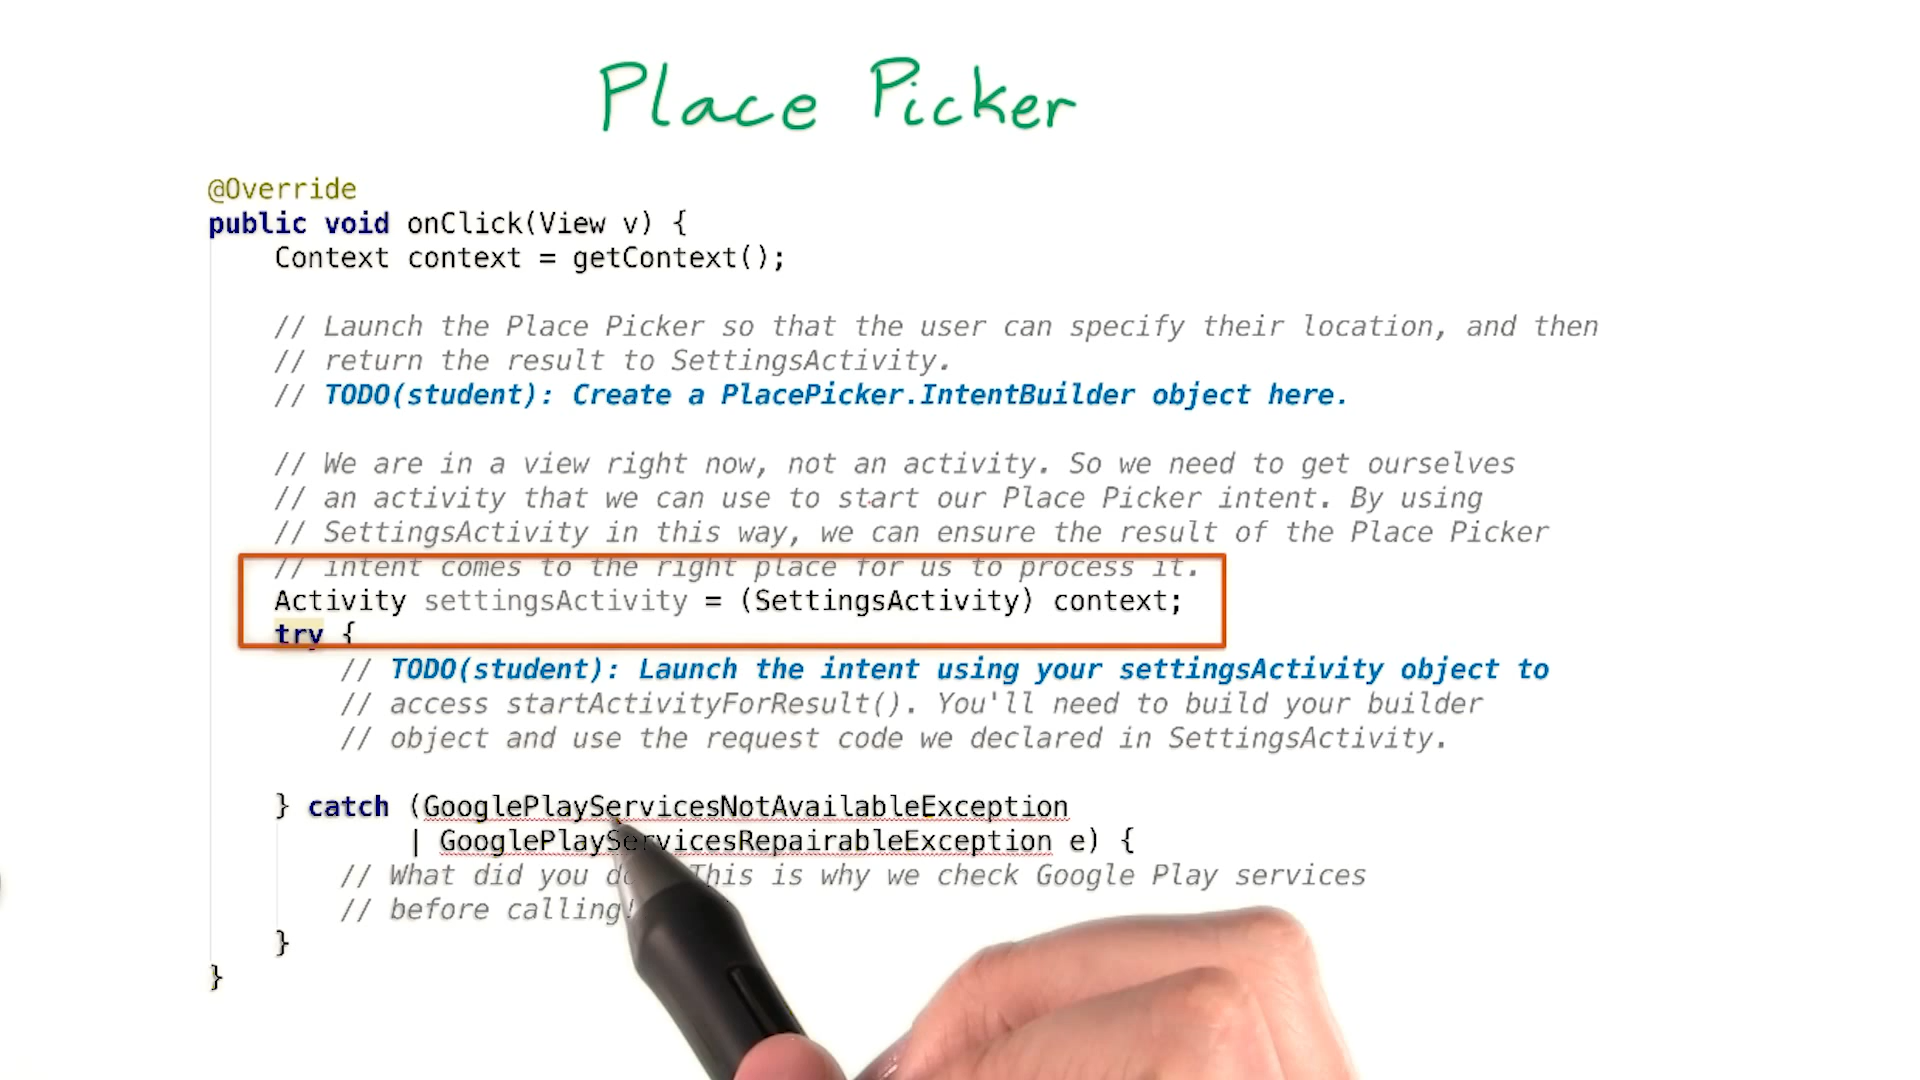 Place Picker
@Override
public void onClick(View v) {
Context context = getContext();
// Launch the Place Picker so that the user can specify their location, and then
// return the result to SettingsActivity.
// TODO(student): Create a PlacePicker.IntentBuilder object here.
// We are in a view right now, not an activity. So we need to get ourselves
// an activity that we can use to start our Place Picker intent. By using
// SettingsActivity in this way, we can ensure the result of the Place Picker
// intent comes to the right place for us to process it.
Activity settingsActivity = (SettingsActivity) context;
try {
// TODO(student): Launch the intent using your settingsActivity object to
// access startActivityForResult(). You'll need to build your builder
// object and use the request code we declared in SettingsActivity.
} catch (GooglePlayServicesNotAvailableException
| GooglePlayServicesRepairableException e) {
// What did you This is why we check Google Play services
// before calling!
}
}